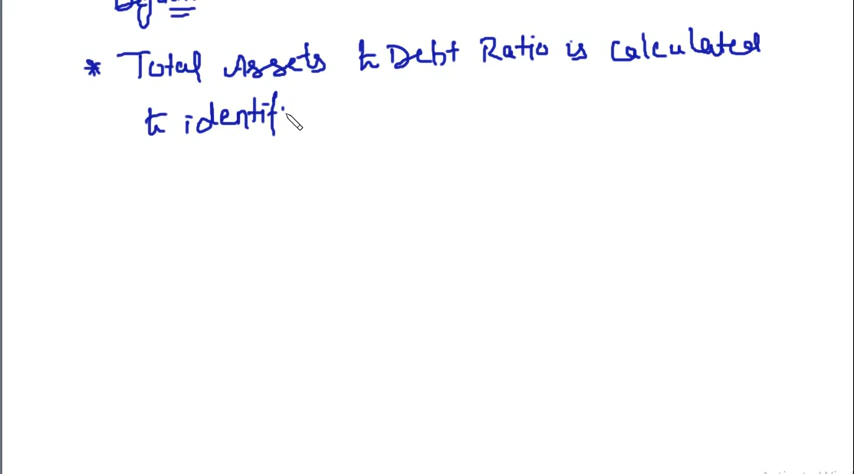 * Total Assets to Debt Ratio is calculated
to identif